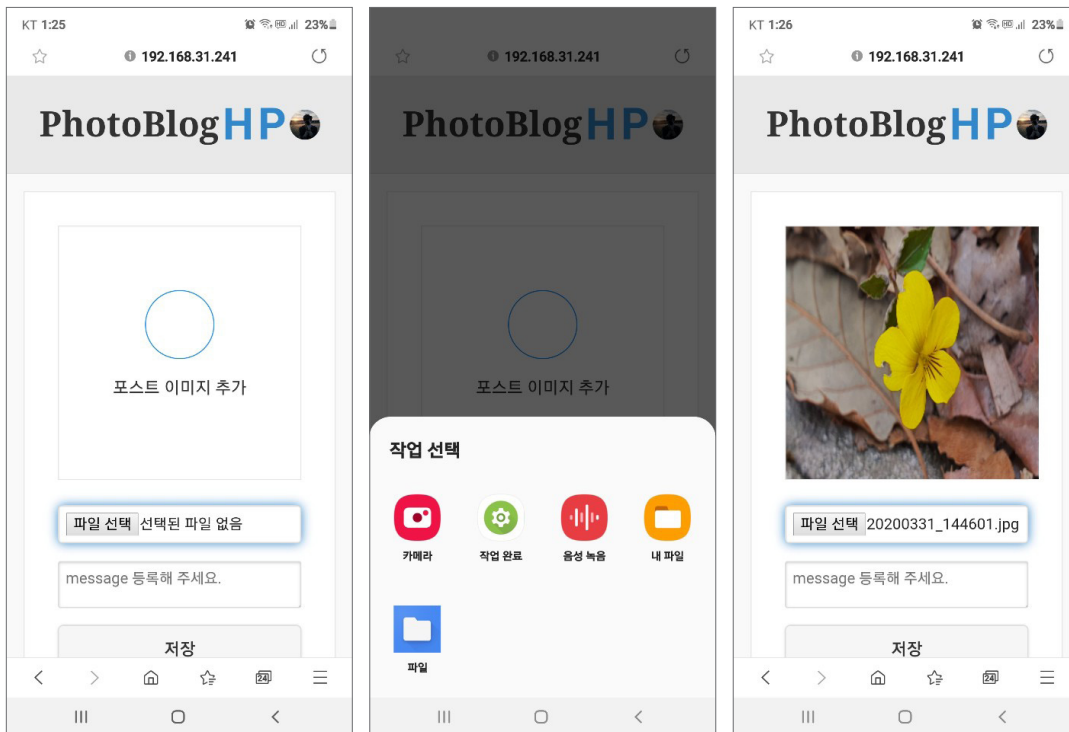 KT 1:25 23%
192.168.31.241
PhotoBlog HP
포스트 이미지 추가
파일 선택 선택된 파일 없음
message 등록해 주세요.
저장
24
192.168.31.241
PhotoBlog HP
포스트 이미지 추가
작업 선택
카메라 작업 완료 음성 녹음 내 파일
파일
KT 1:26 23%
192.168.31.241
PhotoBlog HP
파일 선택 20200331_144601.jpg
message 등록해 주세요.
저장
24